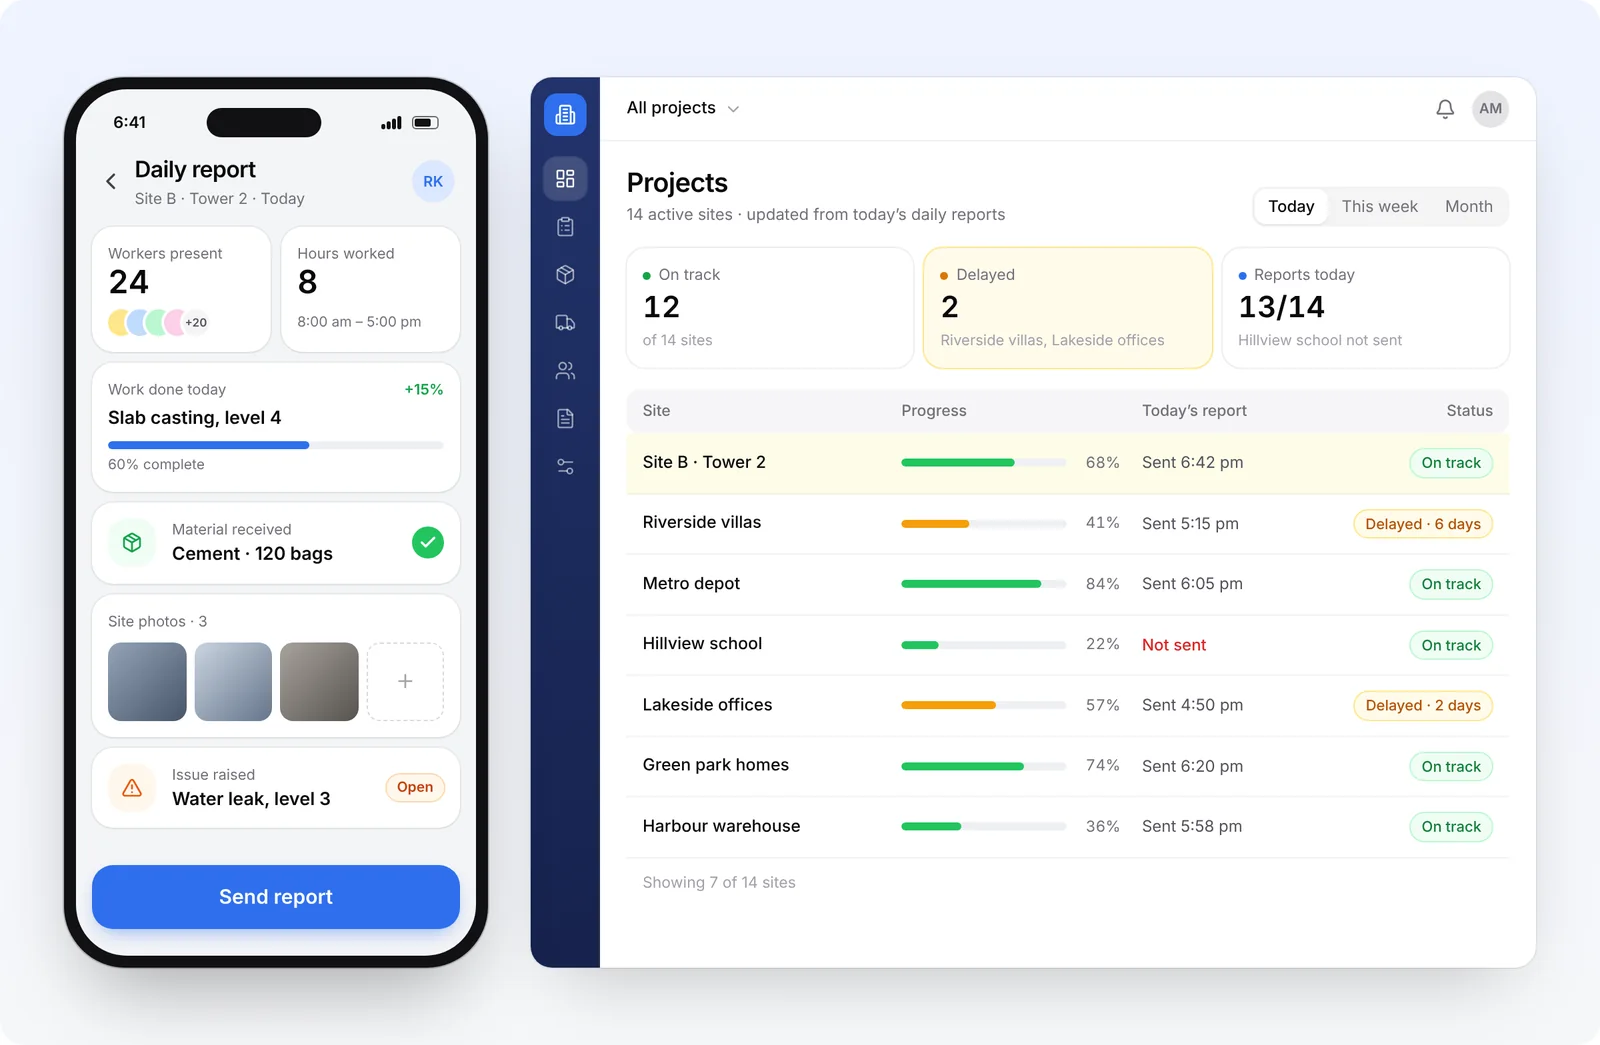 6:41
Daily report
Site B · Tower 2 · Today
RK
Workers present
24
+20
Hours worked
8
8:00 am – 5:00 pm
Work done today
+15%
Slab casting, level 4
60% complete
Material received
Cement · 120 bags
Site photos · 3
Issue raised
Water leak, level 3
Open
Send report
All projects
AM
Projects
14 active sites · updated from today’s daily reports
Today This week Month
On track
12
of 14 sites
Delayed
2
Riverside villas, Lakeside offices
Reports today
13/14
Hillview school not sent
Site Progress Today’s report Status
Site B · Tower 2 68% Sent 6:42 pm On track
Riverside villas 41% Sent 5:15 pm Delayed · 6 days
Metro depot 84% Sent 6:05 pm On track
Hillview school 22% Not sent On track
Lakeside offices 57% Sent 4:50 pm Delayed · 2 days
Green park homes 74% Sent 6:20 pm On track
Harbour warehouse 36% Sent 5:58 pm On track
Showing 7 of 14 sites